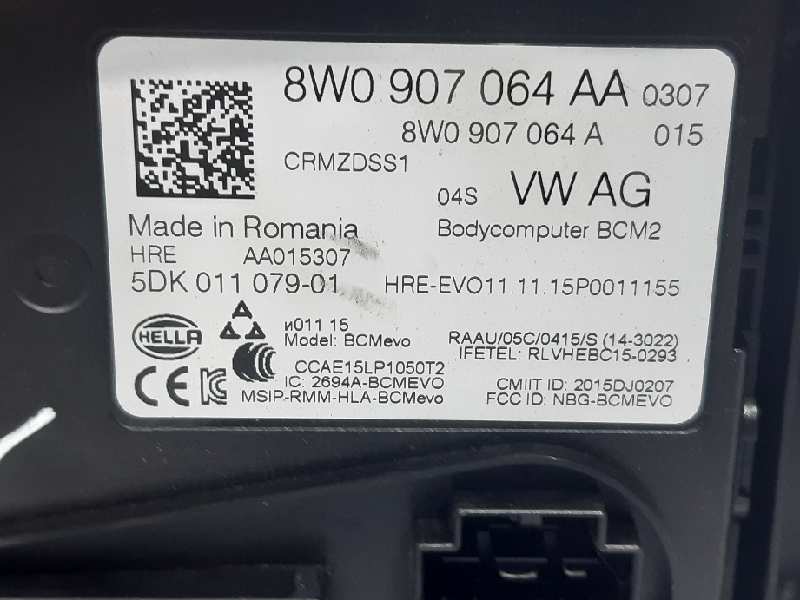 8W0 907 064 AA 0307
8W0 907 064 A 015
CRMZDSS1
04S VW AG
Made in Romania
Bodycomputer BCM2
HRE AA015307
5DK 011 079-01 HRE-EVO11 11.15P0011155
HELLA
и011 15
Model: BCMevo
RAAU/05C/0415/S (14-3022)
IFETEL: RLVHEBC15-0293
CCAE15LP1050T2
IC: 2694A-BCMEVO
MSIP-RMM-HLA-BCMevo
CMIIT ID: 2015DJ0207
FCC ID: NBG-BCMEVO
CE